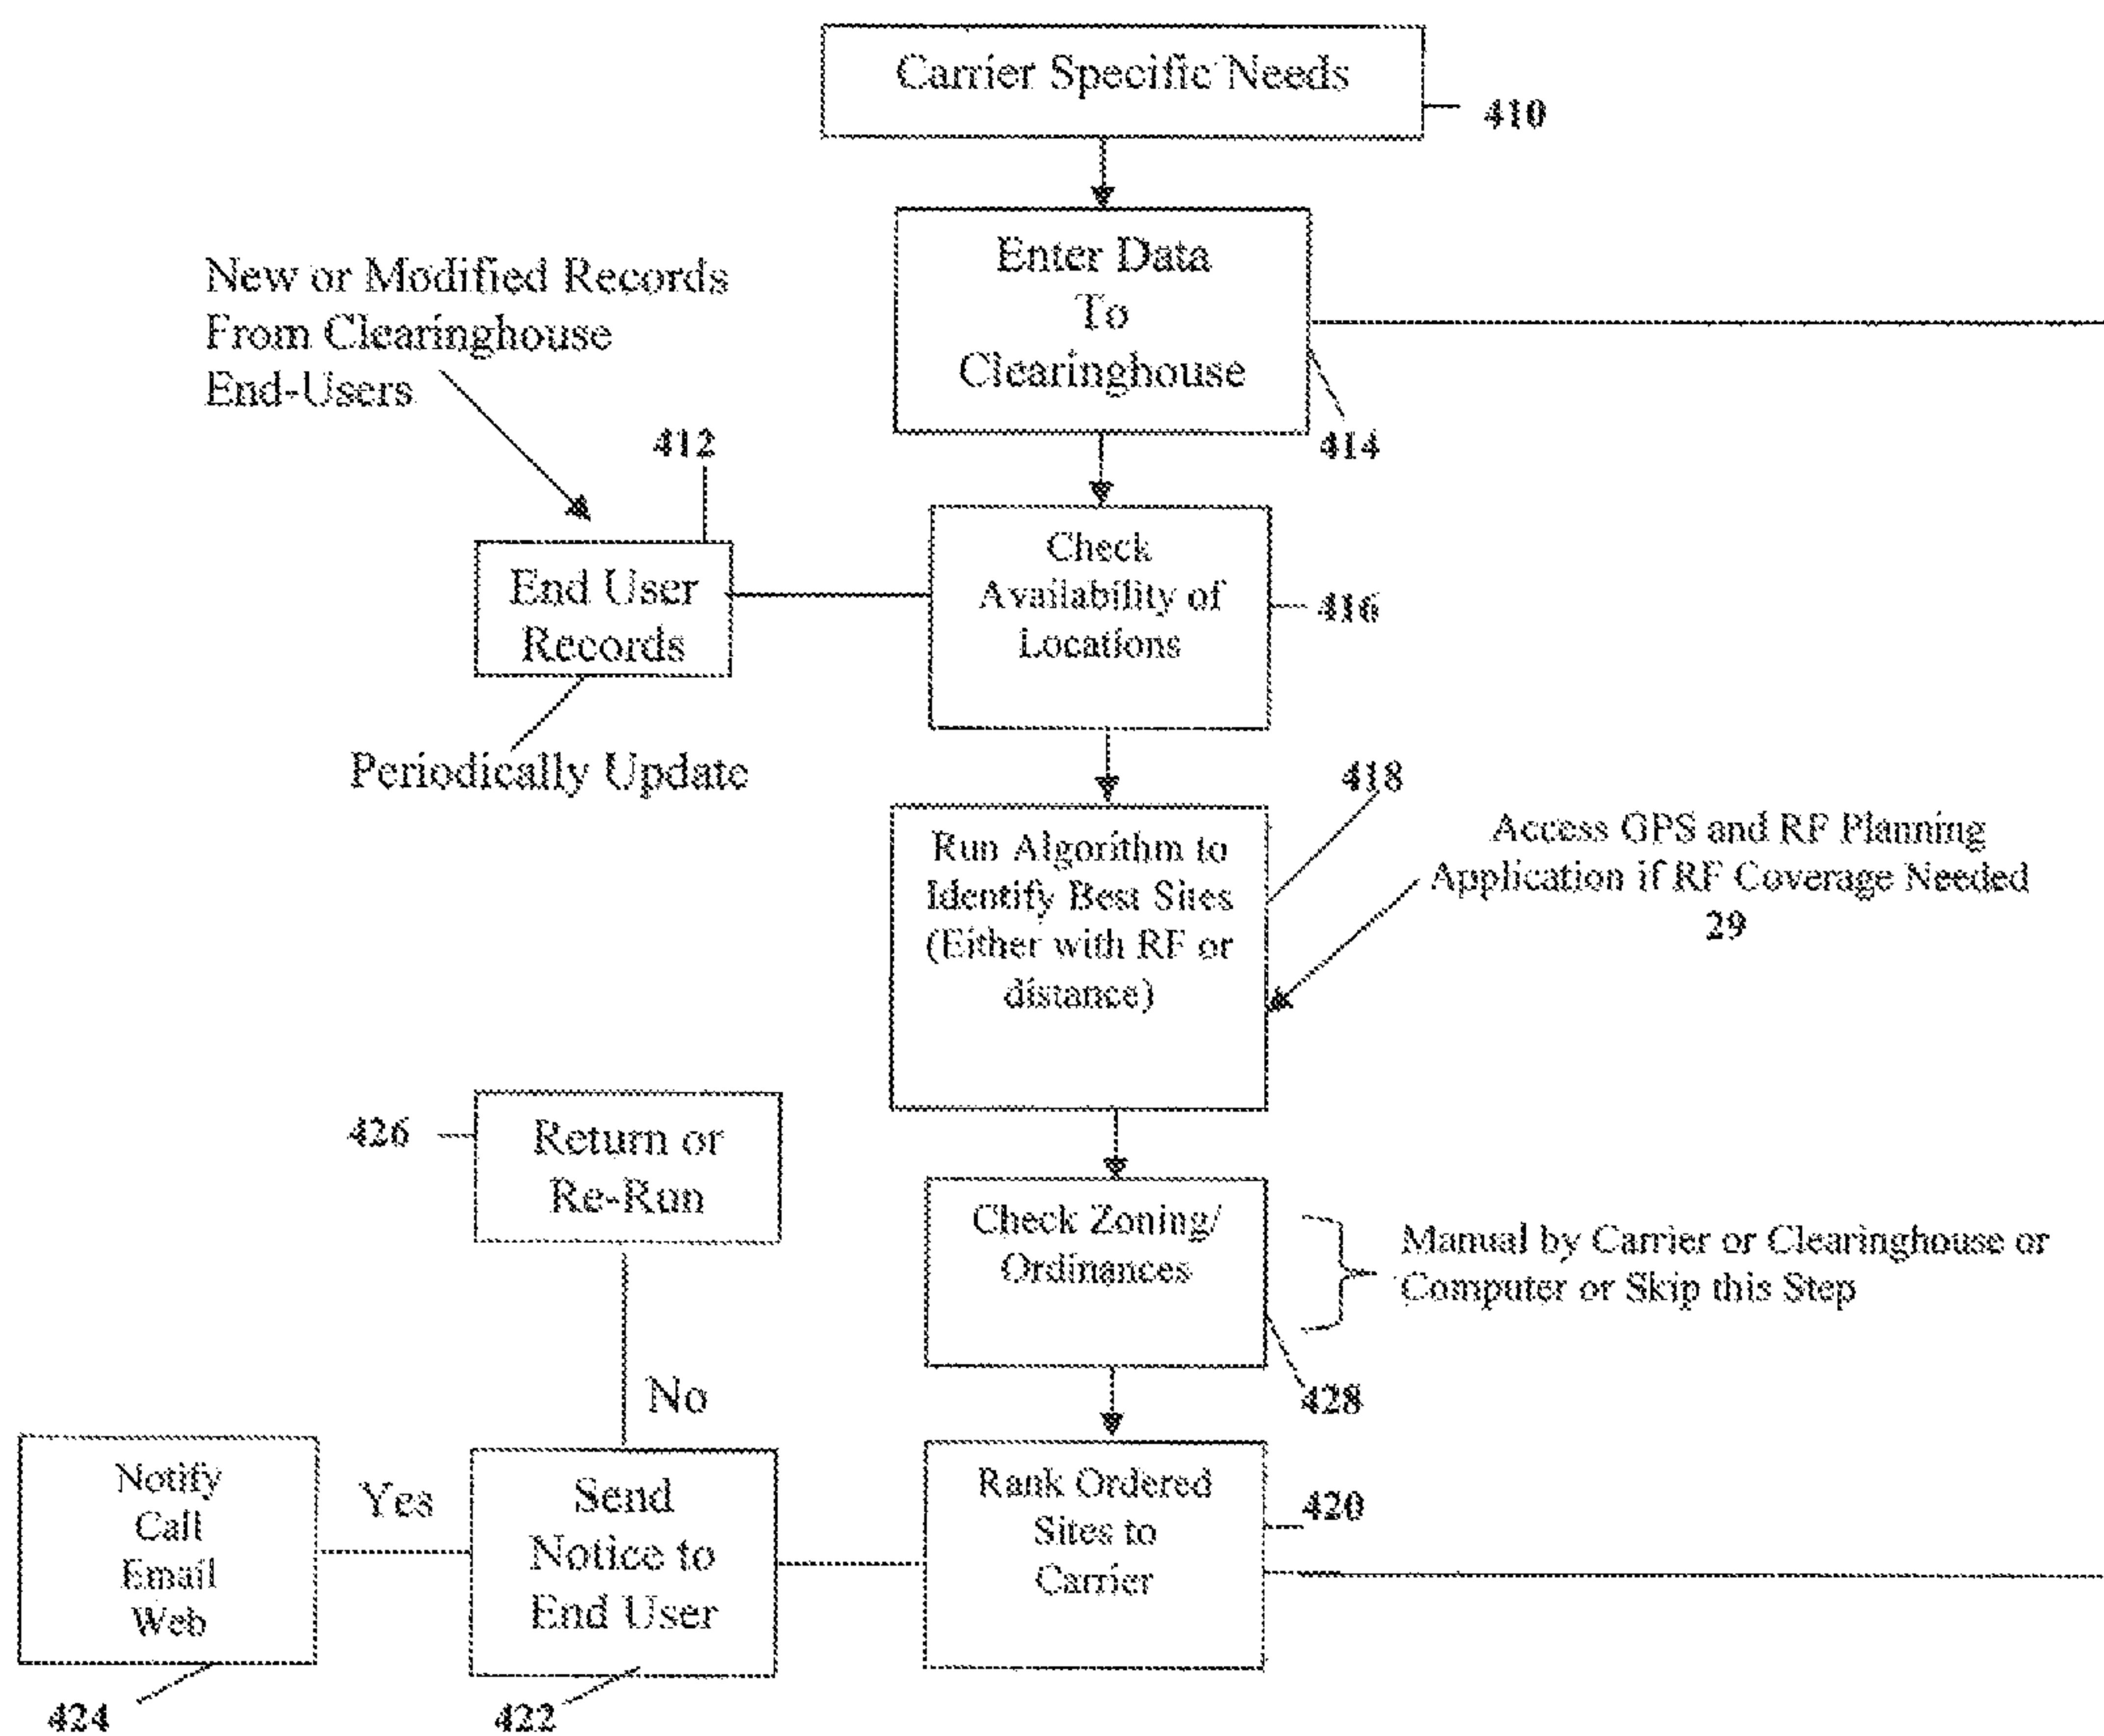 Carrier Specific Needs
410
Enter Data
To
Clearinghouse
414
New or Modified Records
From Clearinghouse
End-Users
412
End User
Records
Periodically Update
Check
Availability of
Locations
416
418
Run Algorithm to
Identify Best Sites
(Either with RF or
distance)
Access GPS and RF Planning
Application if RF Coverage Needed
29
426
Return or
Re-Run
Check Zoning/
Ordinances
Manual by Carrier or Clearinghouse or
Computer or Skip this Step
428
No
Notify
Call
Email
Web
Yes
Send
Notice to
End User
Rank Ordered
Sites to
Carrier
420
424
422